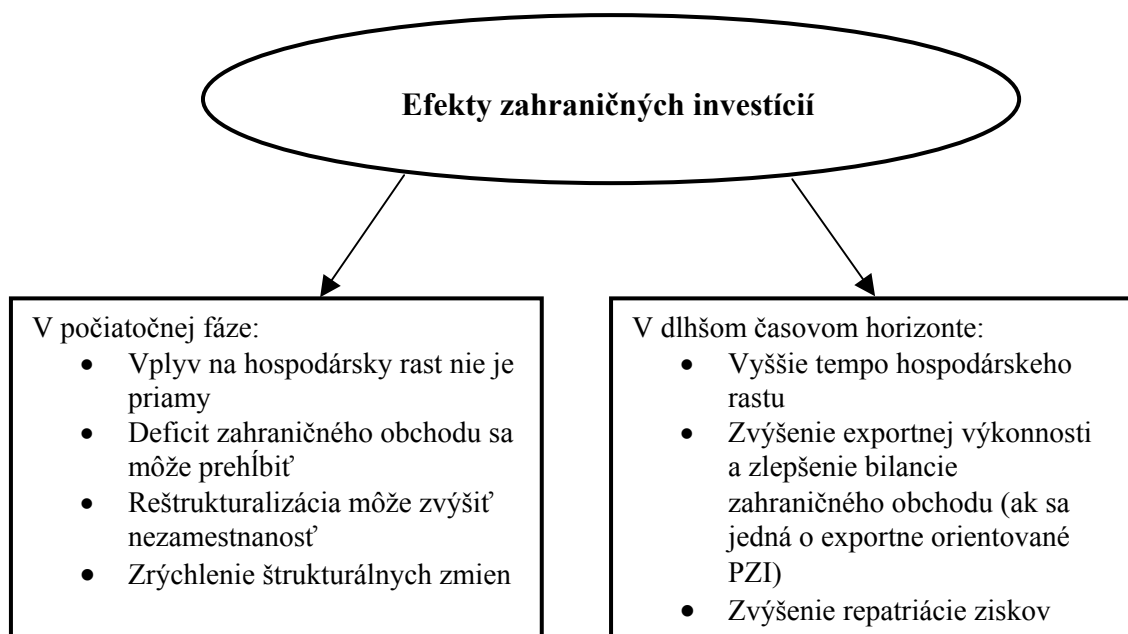 Efekty zahraničných investícií
V počiatočnej fáze:
• Vplyv na hospodársky rast nie je
priamy
• Deficit zahraničného obchodu sa
môže prehĺbiť
• Reštrukturalizácia môže zvýšiť
nezamestnanosť
• Zrýchlenie štrukturálnych zmien
V dlhšom časovom horizonte:
• Vyššie tempo hospodárskeho
rastu
• Zvýšenie exportnej výkonnosti
a zlepšenie bilancie
zahraničného obchodu (ak sa
jedná o exportne orientované
PZI)
• Zvýšenie repatriácie ziskov